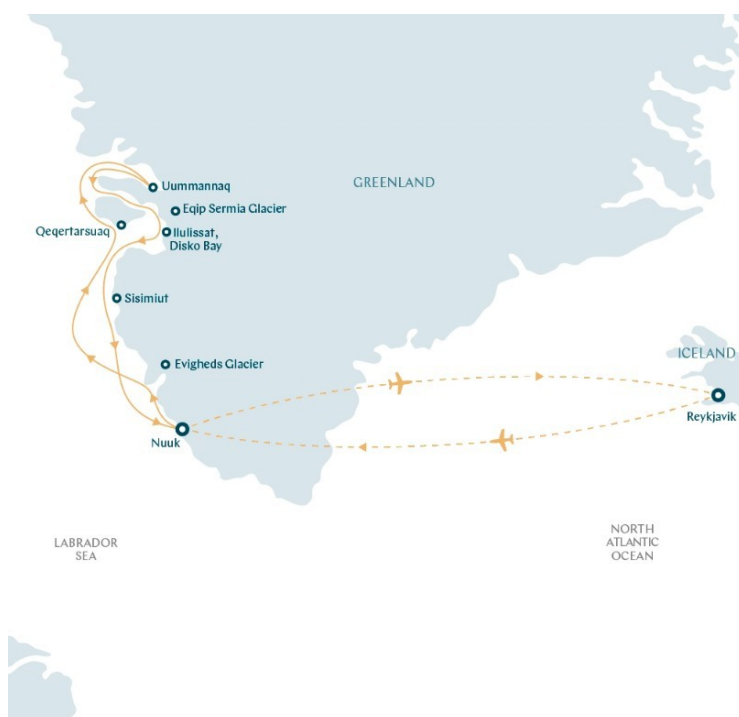 Uummannaq
GREENLAND
Eqip Sermia Glacier
Qeqertarsuaq
Ilulissat,
Disko Bay
Sisimiut
ICELAND
Evigheds Glacier
Reykjavik
Nuuk
LABRADOR
SEA
NORTH
ATLANTIC
OCEAN